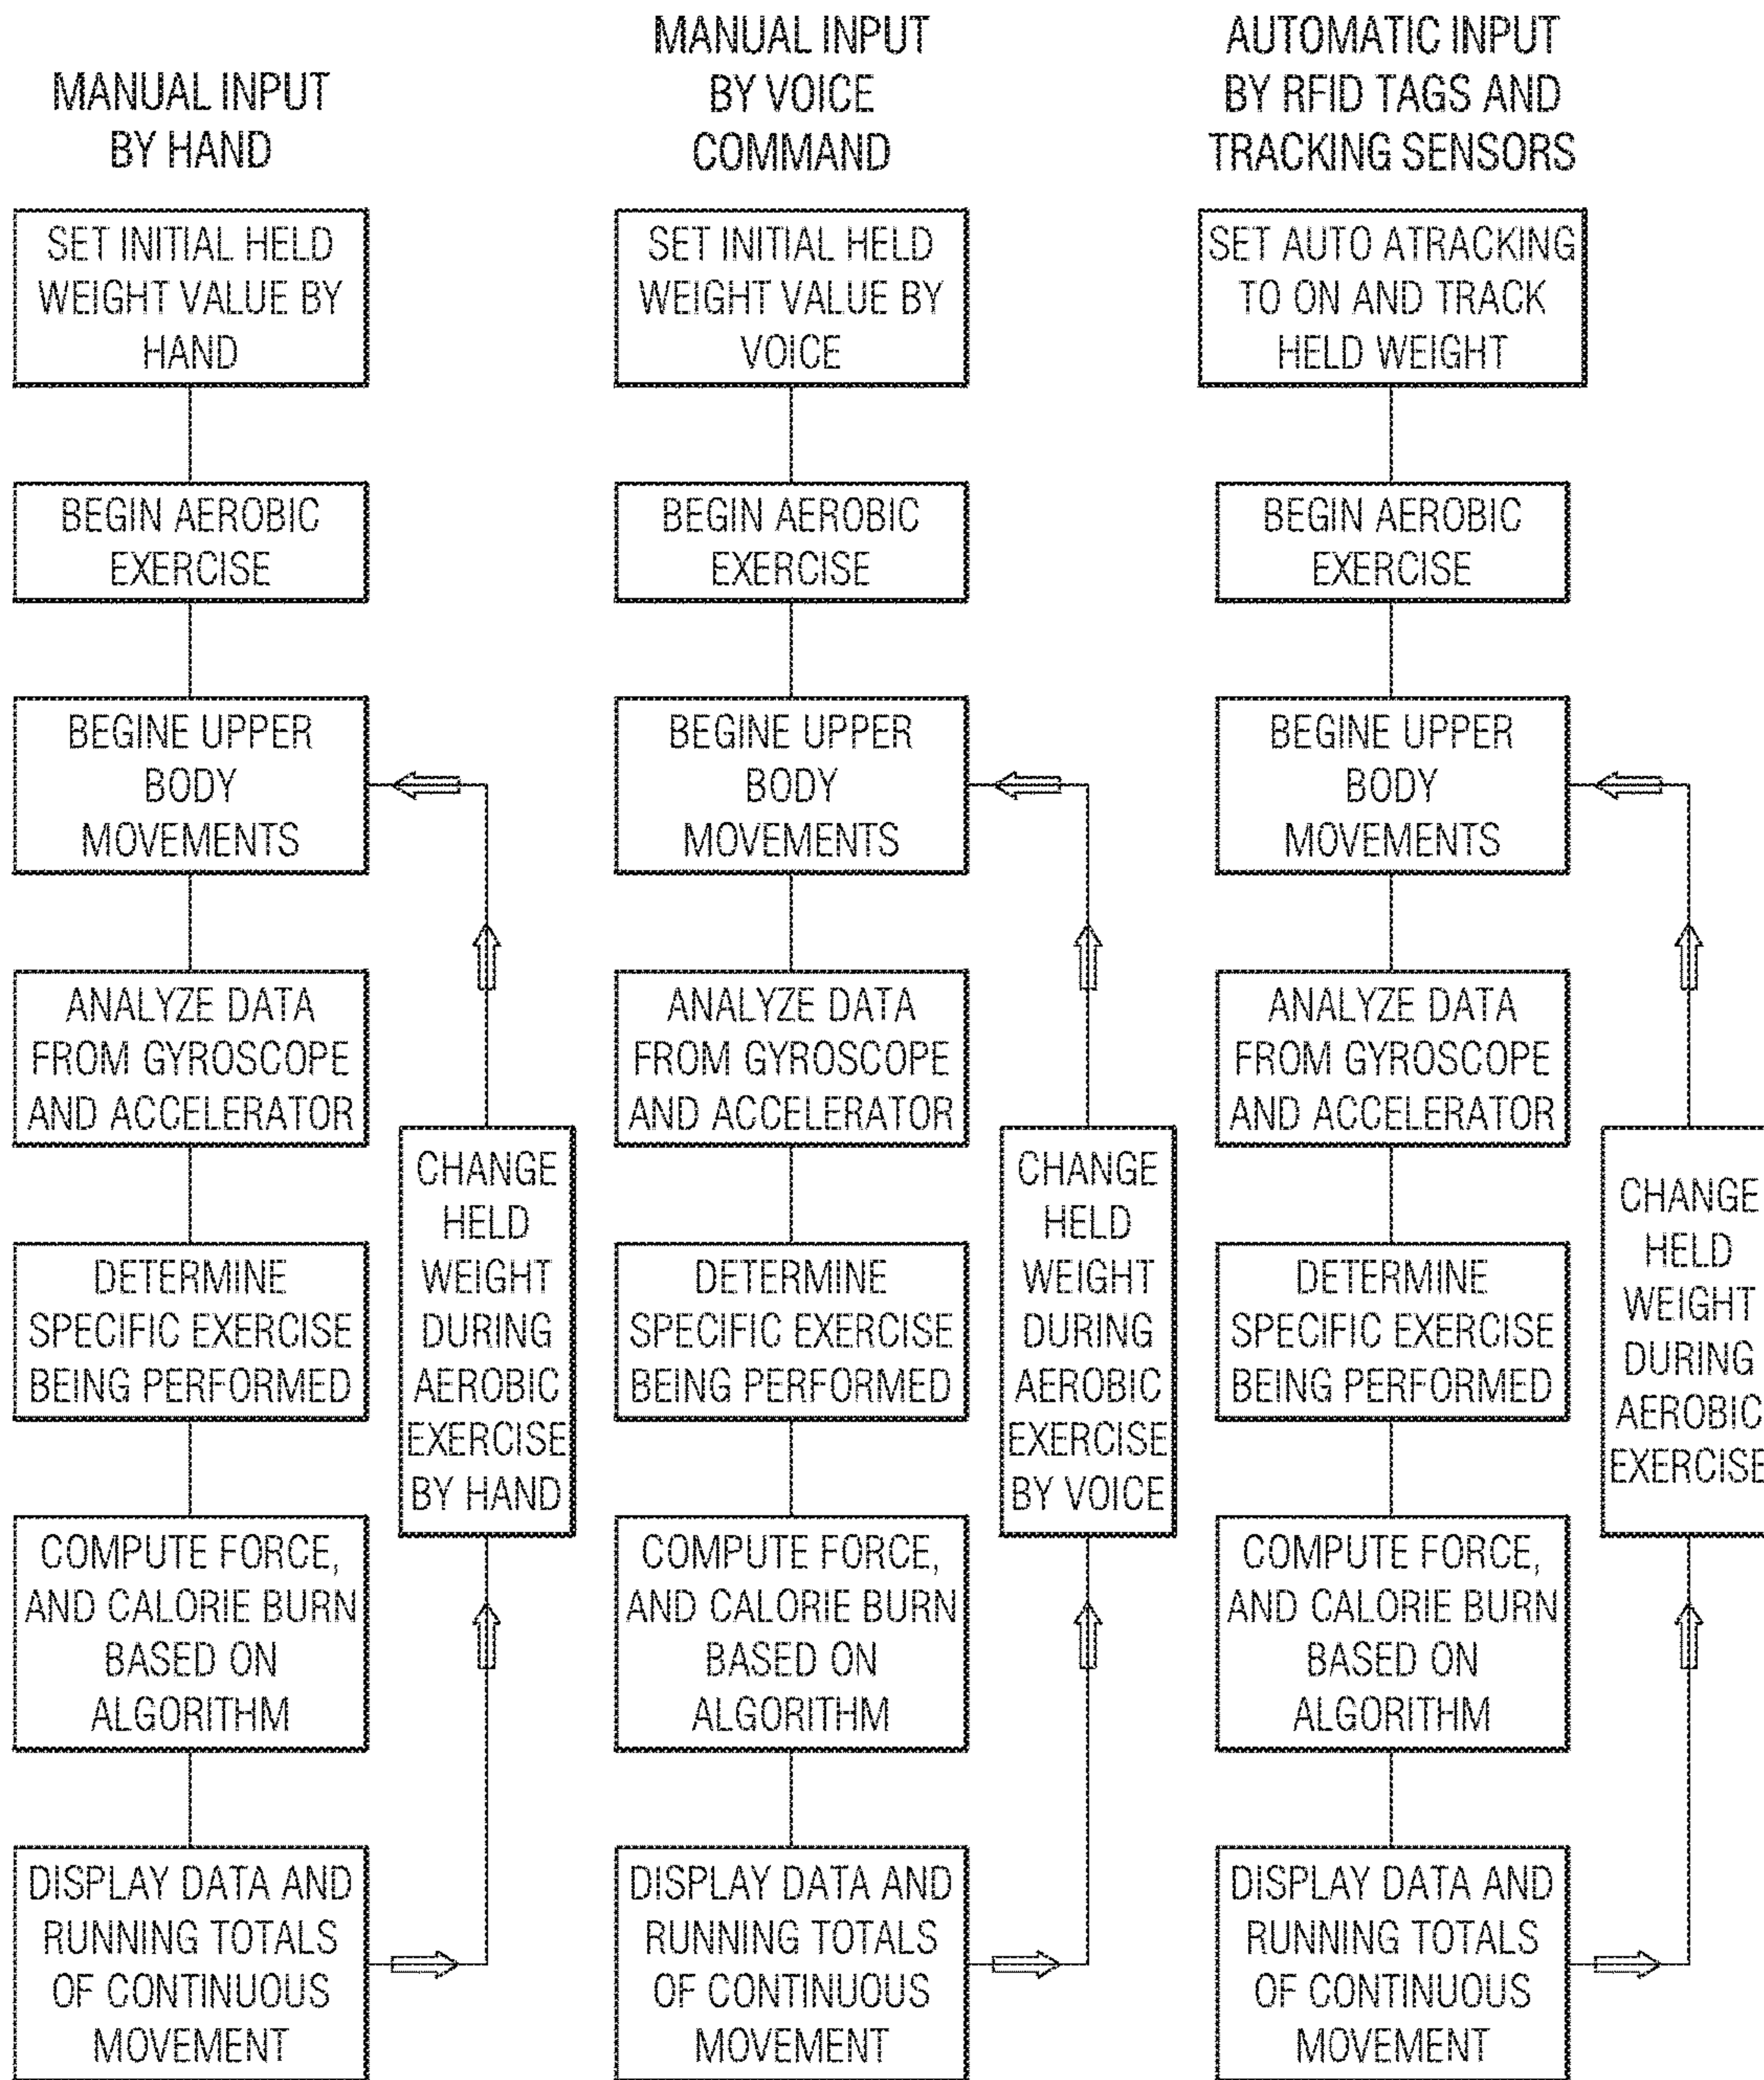 MANUAL INPUT
BY HAND
SET INITIAL HELD
WEIGHT VALUE BY
HAND
BEGIN AEROBIC
EXERCISE
BEGINE UPPER
BODY
MOVEMENTS
ANALYZE DATA
FROM GYROSCOPE
AND ACCELERATOR
DETERMINE
SPECIFIC EXERCISE
BEING PERFORMED
COMPUTE FORCE,
AND CALORIE BURN
BASED ON
ALGORITHM
DISPLAY DATA AND
RUNNING TOTALS
OF CONTINUOUS
MOVEMENT
CHANGE
HELD
WEIGHT
DURING
AEROBIC
EXERCISE
BY HAND
MANUAL INPUT
BY VOICE
COMMAND
SET INITIAL HELD
WEIGHT VALUE BY
VOICE
BEGIN AEROBIC
EXERCISE
BEGINE UPPER
BODY
MOVEMENTS
ANALYZE DATA
FROM GYROSCOPE
AND ACCELERATOR
DETERMINE
SPECIFIC EXERCISE
BEING PERFORMED
COMPUTE FORCE,
AND CALORIE BURN
BASED ON
ALGORITHM
DISPLAY DATA AND
RUNNING TOTALS
OF CONTINUOUS
MOVEMENT
CHANGE
HELD
WEIGHT
DURING
AEROBIC
EXERCISE
BY VOICE
AUTOMATIC INPUT
BY RFID TAGS AND
TRACKING SENSORS
SET AUTO ATRACKING
TO ON AND TRACK
HELD WEIGHT
BEGIN AEROBIC
EXERCISE
BEGINE UPPER
BODY
MOVEMENTS
ANALYZE DATA
FROM GYROSCOPE
AND ACCELERATOR
DETERMINE
SPECIFIC EXERCISE
BEING PERFORMED
COMPUTE FORCE,
AND CALORIE BURN
BASED ON
ALGORITHM
DISPLAY DATA AND
RUNNING TOTALS
OF CONTINUOUS
MOVEMENT
CHANGE
HELD
WEIGHT
DURING
AEROBIC
EXERCISE